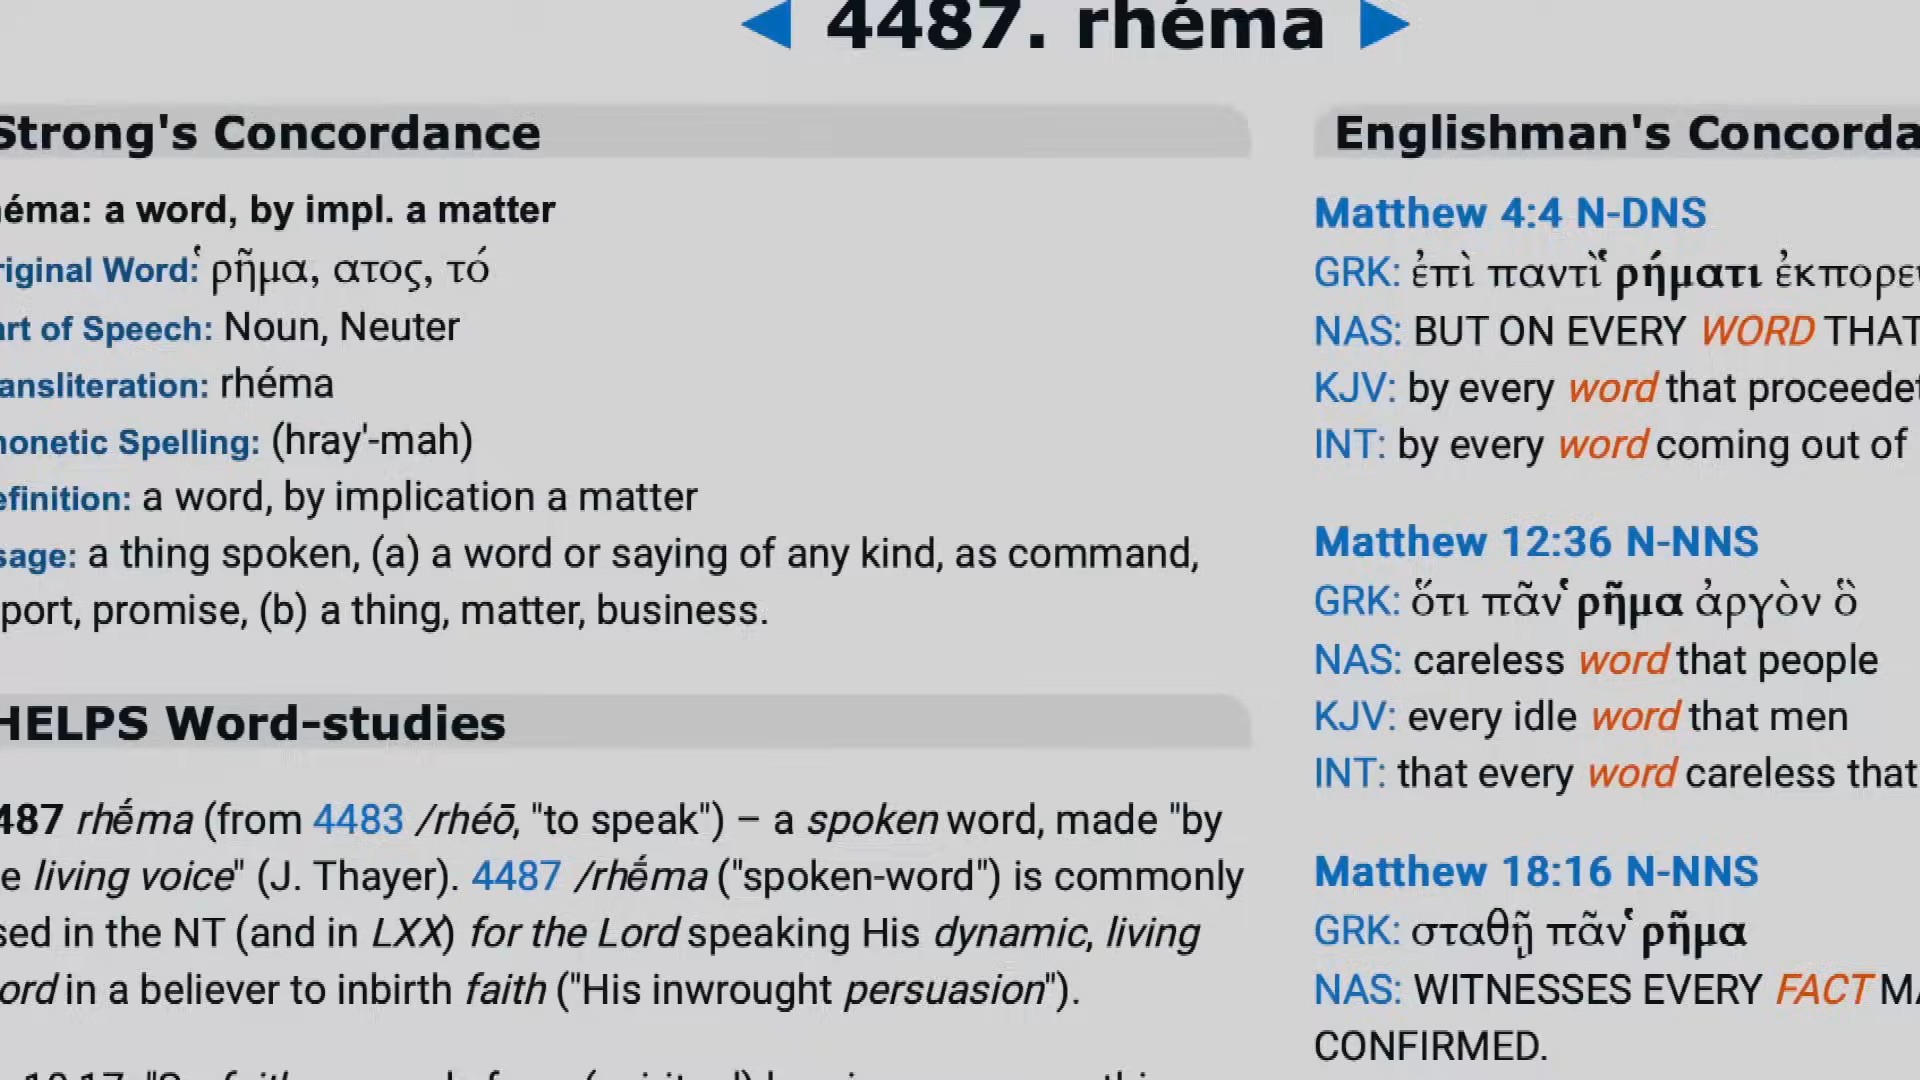 4487. rhéma
Strong's Concordance
éma: a word, by impl. a matter
riginal Word: ῥῆμα, ατος, τό
art of Speech: Noun, Neuter
ansliteration: rhéma
honetic Spelling: (hray'-mah)
efinition: a word, by implication a matter
sage: a thing spoken, (a) a word or saying of any kind, as command,
port, promise, (b) a thing, matter, business.
HELPS Word-studies
487 rhḗma (from 4483 /rhéō, "to speak") – a spoken word, made "by
e living voice" (J. Thayer). 4487 /rhḗma ("spoken-word") is commonly
sed in the NT (and in LXX) for the Lord speaking His dynamic, living
ord in a believer to inbirth faith ("His inwrought persuasion").
Englishman's Concorda
Matthew 4:4 N-DNS
GRK: ἐπὶ παντὶ ῥήματι ἐκπορευ
NAS: BUT ON EVERY WORD THAT
KJV: by every word that proceedet
INT: by every word coming out of
Matthew 12:36 N-NNS
GRK: ὅτι πᾶν ῥῆμα ἀργὸν ὃ
NAS: careless word that people
KJV: every idle word that men
INT: that every word careless that
Matthew 18:16 N-NNS
GRK: σταθῇ πᾶν ῥῆμα
NAS: WITNESSES EVERY FACT MA
CONFIRMED.